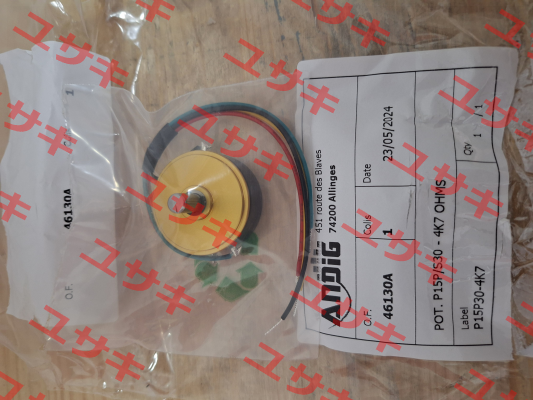 ANDIG
451 route des Blaves
74200 Allinges
O.F.
46130A
Colis
1
Date
23/05/2024
POT. P15P/S30 - 4K7 OHMS
Label
P15P30-4K7
Qty
1 / 1
O.F.
46130A
1
ユサキ
ユサキ
ユサキ
ユサキ
ユサキ
ユサキ
ユサキ
ユサキ
ユサキ
ユサキ
ユサキ